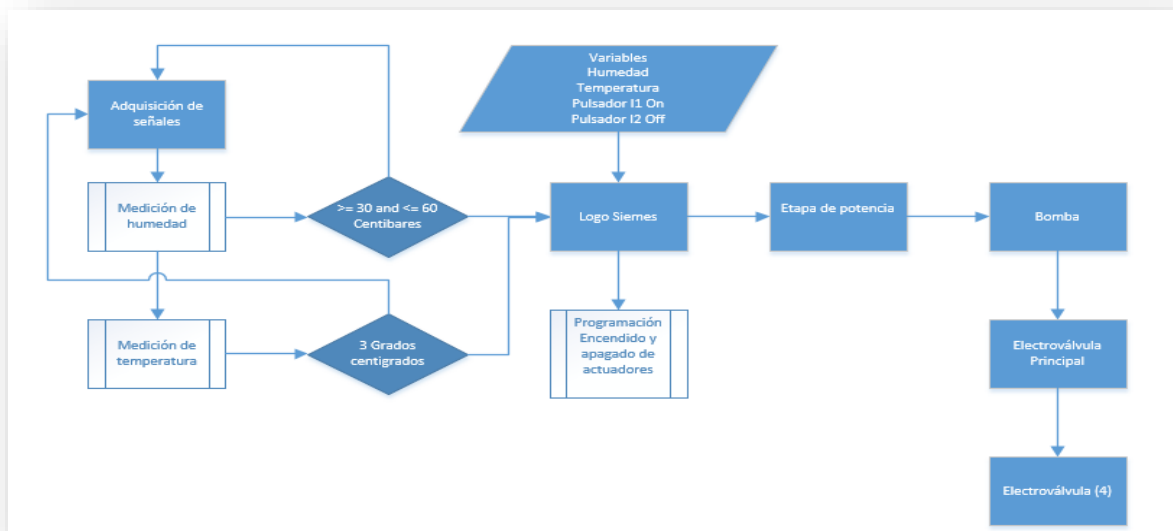 Variables
Humedad
Temperatura
Pulsador I1 On
Pulsador I2 Off
Adquisición de
señales
Medición de
humedad
>= 30 and <= 60
Centibares
Logo Siemes
Etapa de potencia
Bomba
Medición de
temperatura
3 Grados
centigrados
Programación
Encendido y
apagado de
actuadores
Electroválvula
Principal
Electroválvula (4)